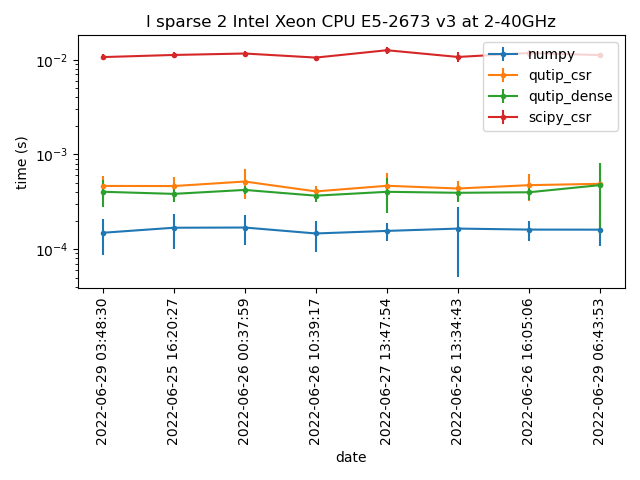 l sparse 2 Intel Xeon CPU E5-2673 v3 at 2-40GHz
numpy
qutip_csr
qutip_dense
scipy_csr
time (s)
10⁻²
10⁻³
10⁻⁴
2022-06-29 03:48:30
2022-06-25 16:20:27
2022-06-26 00:37:59
2022-06-26 10:39:17
2022-06-27 13:47:54
2022-06-26 13:34:43
2022-06-26 16:05:06
2022-06-29 06:43:53
date